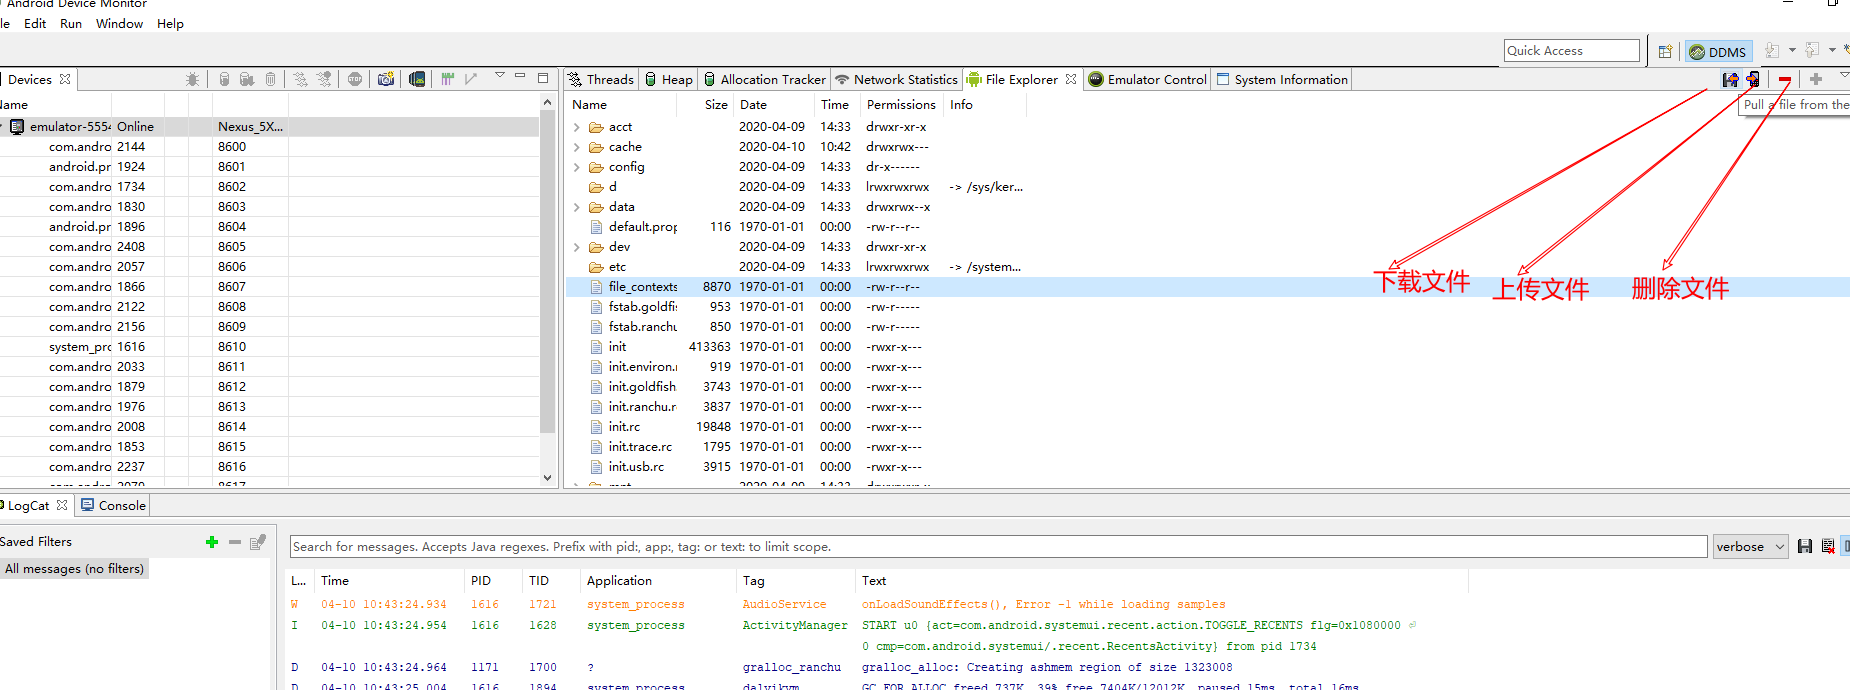 Android Device Monitor
le Edit Run Window Help
Quick Access
DDMS
Devices
Threads Heap Allocation Tracker Network Statistics File Explorer Emulator Control System Information
Pull a file from the
ame
emulator-5554 Online Nexus_5X...
com.andro 2144 8600
android.pr 1924 8601
com.andro 1734 8602
com.andro 1830 8603
android.pr 1896 8604
com.andro 2408 8605
com.andro 2057 8606
com.andro 1866 8607
com.andro 2122 8608
com.andro 2156 8609
system_pro 1616 8610
com.andro 2033 8611
com.andro 1879 8612
com.andro 1976 8613
com.andro 2008 8614
com.andro 1853 8615
com.andro 2237 8616
com.andro 2079 8617
Name Size Date Time Permissions Info
acct 2020-04-09 14:33 drwxr-xr-x
cache 2020-04-10 10:42 drwxrwx---
config 2020-04-09 14:33 dr-x------
d 2020-04-09 14:33 lrwxrwxrwx -> /sys/ker...
data 2020-04-09 14:33 drwxrwx--x
default.prop 116 1970-01-01 00:00 -rw-r--r--
dev 2020-04-09 14:33 drwxr-xr-x
etc 2020-04-09 14:33 lrwxrwxrwx -> /system...
file_contexts 8870 1970-01-01 00:00 -rw-r--r--
fstab.goldfi 953 1970-01-01 00:00 -rw-r-----
fstab.ranchu 850 1970-01-01 00:00 -rw-r-----
init 413363 1970-01-01 00:00 -rwxr-x---
init.environ.r 919 1970-01-01 00:00 -rwxr-x---
init.goldfish. 3743 1970-01-01 00:00 -rwxr-x---
init.ranchu.r 3837 1970-01-01 00:00 -rwxr-x---
init.rc 19848 1970-01-01 00:00 -rwxr-x---
init.trace.rc 1795 1970-01-01 00:00 -rwxr-x---
init.usb.rc 3915 1970-01-01 00:00 -rwxr-x---
mnt 2020-04-09 14:33
下载文件 上传文件 删除文件
LogCat Console
Saved Filters
All messages (no filters)
Search for messages. Accepts Java regexes. Prefix with pid:, app:, tag: or text: to limit scope.
verbose
L... Time PID TID Application Tag Text
W 04-10 10:43:24.934 1616 1721 system_process AudioService onLoadSoundEffects(), Error -1 while loading samples
I 04-10 10:43:24.954 1616 1628 system_process ActivityManager START u0 {act=com.android.systemui.recent.action.TOGGLE_RECENTS flg=0x1080000
0 cmp=com.android.systemui/.recent.RecentsActivity} from pid 1734
D 04-10 10:43:24.964 1171 1700 ? gralloc_ranchu gralloc_alloc: Creating ashmem region of size 1323008
D 04-10 10:43:25.004 1616 1894 system_process dalvikvm GC_FOR_ALLOC freed 737K, 39% free 7404K/12012K, paused 15ms, total 16ms